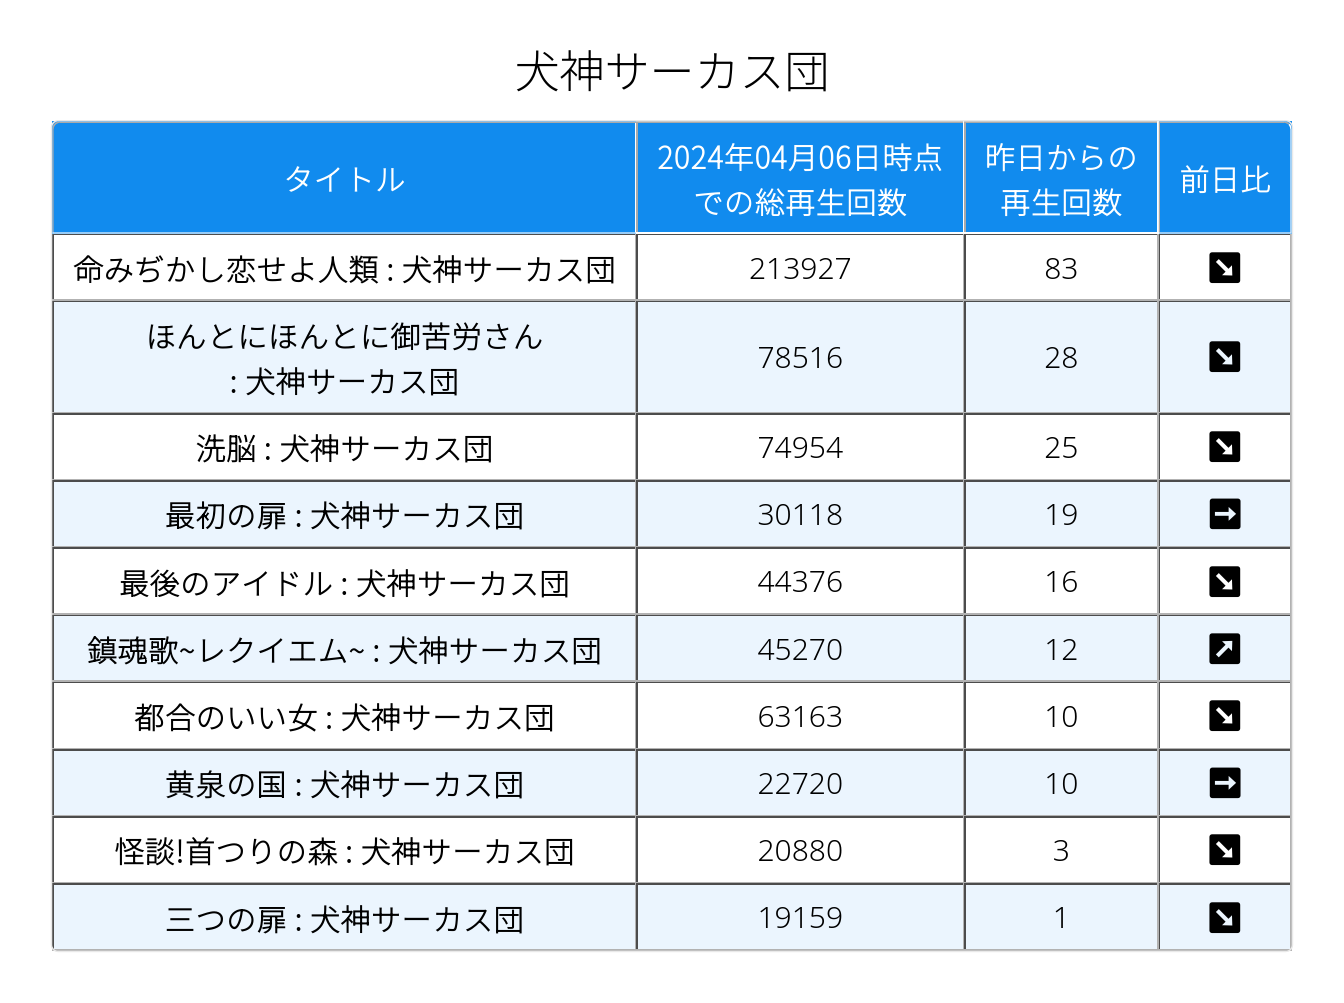 犬神サーカス団
タイトル
2024年04月06日時点
での総再生回数
昨日からの
再生回数
前日比
命みぢかし恋せよ人類 : 犬神サーカス団
213927
83
ほんとにほんとに御苦労さん
: 犬神サーカス団
78516
28
洗脳 : 犬神サーカス団
74954
25
最初の扉 : 犬神サーカス団
30118
19
最後のアイドル : 犬神サーカス団
44376
16
鎮魂歌~レクイエム~ : 犬神サーカス団
45270
12
都合のいい女 : 犬神サーカス団
63163
10
黄泉の国 : 犬神サーカス団
22720
10
怪談!首つりの森 : 犬神サーカス団
20880
3
三つの扉 : 犬神サーカス団
19159
1